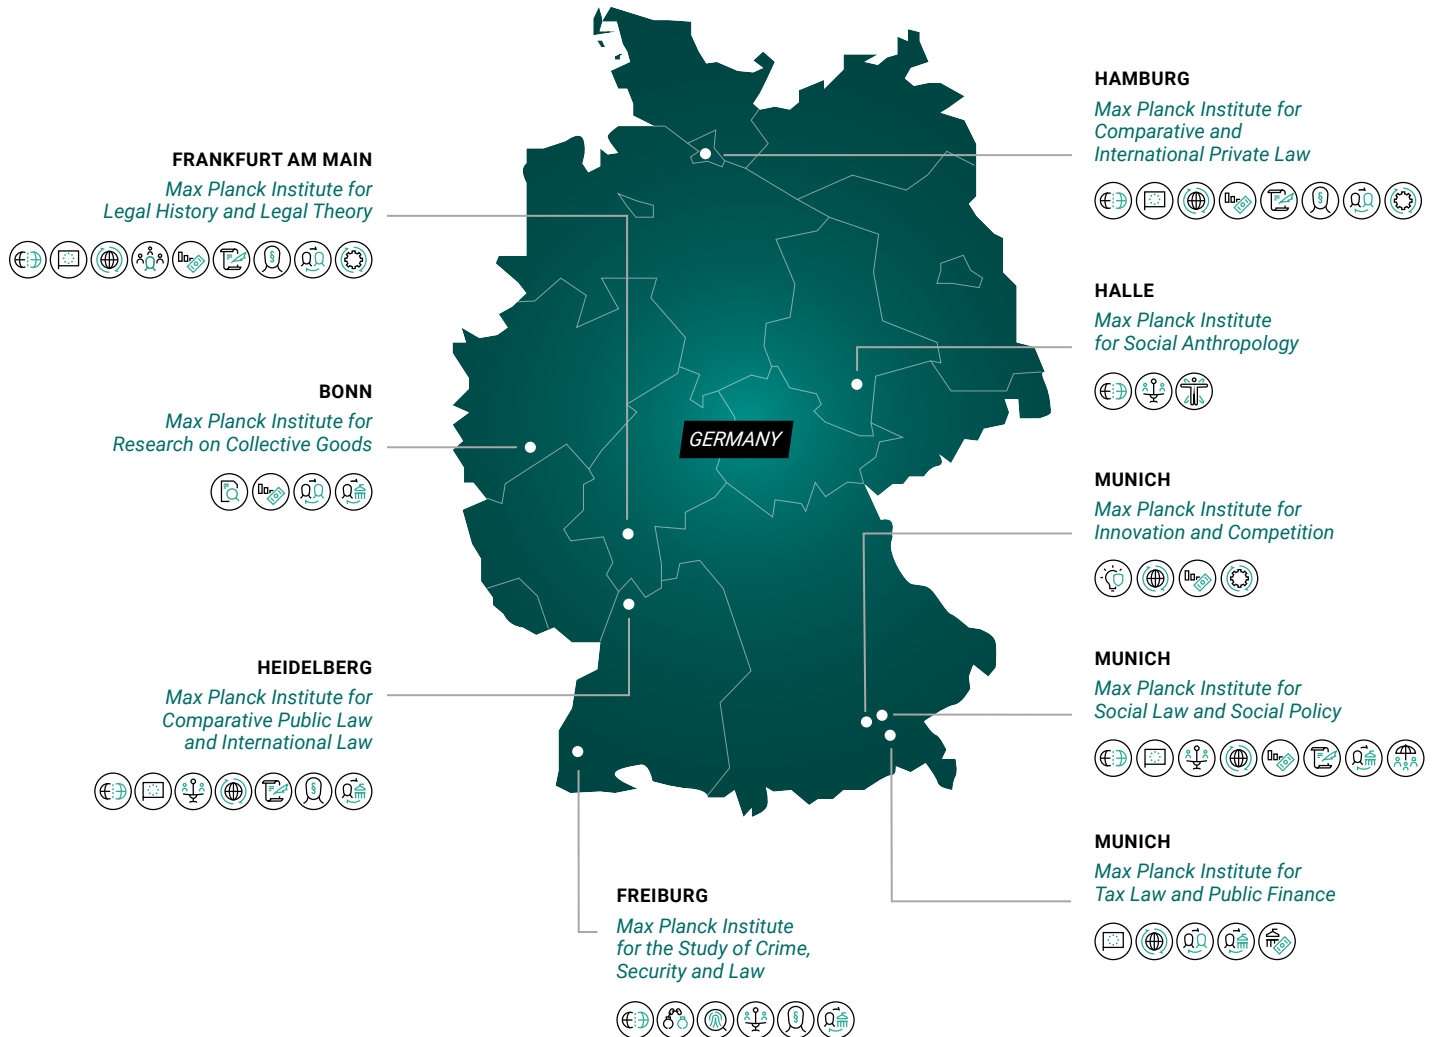 FRANKFURT AM MAIN
Max Planck Institute for
Legal History and Legal Theory
BONN
Max Planck Institute for
Research on Collective Goods
HEIDELBERG
Max Planck Institute for
Comparative Public Law
and International Law
GERMANY
FREIBURG
Max Planck Institute
for the Study of Crime,
Security and Law
HAMBURG
Max Planck Institute for
Comparative and
International Private Law
HALLE
Max Planck Institute
for Social Anthropology
MUNICH
Max Planck Institute for
Innovation and Competition
MUNICH
Max Planck Institute for
Social Law and Social Policy
MUNICH
Max Planck Institute for
Tax Law and Public Finance